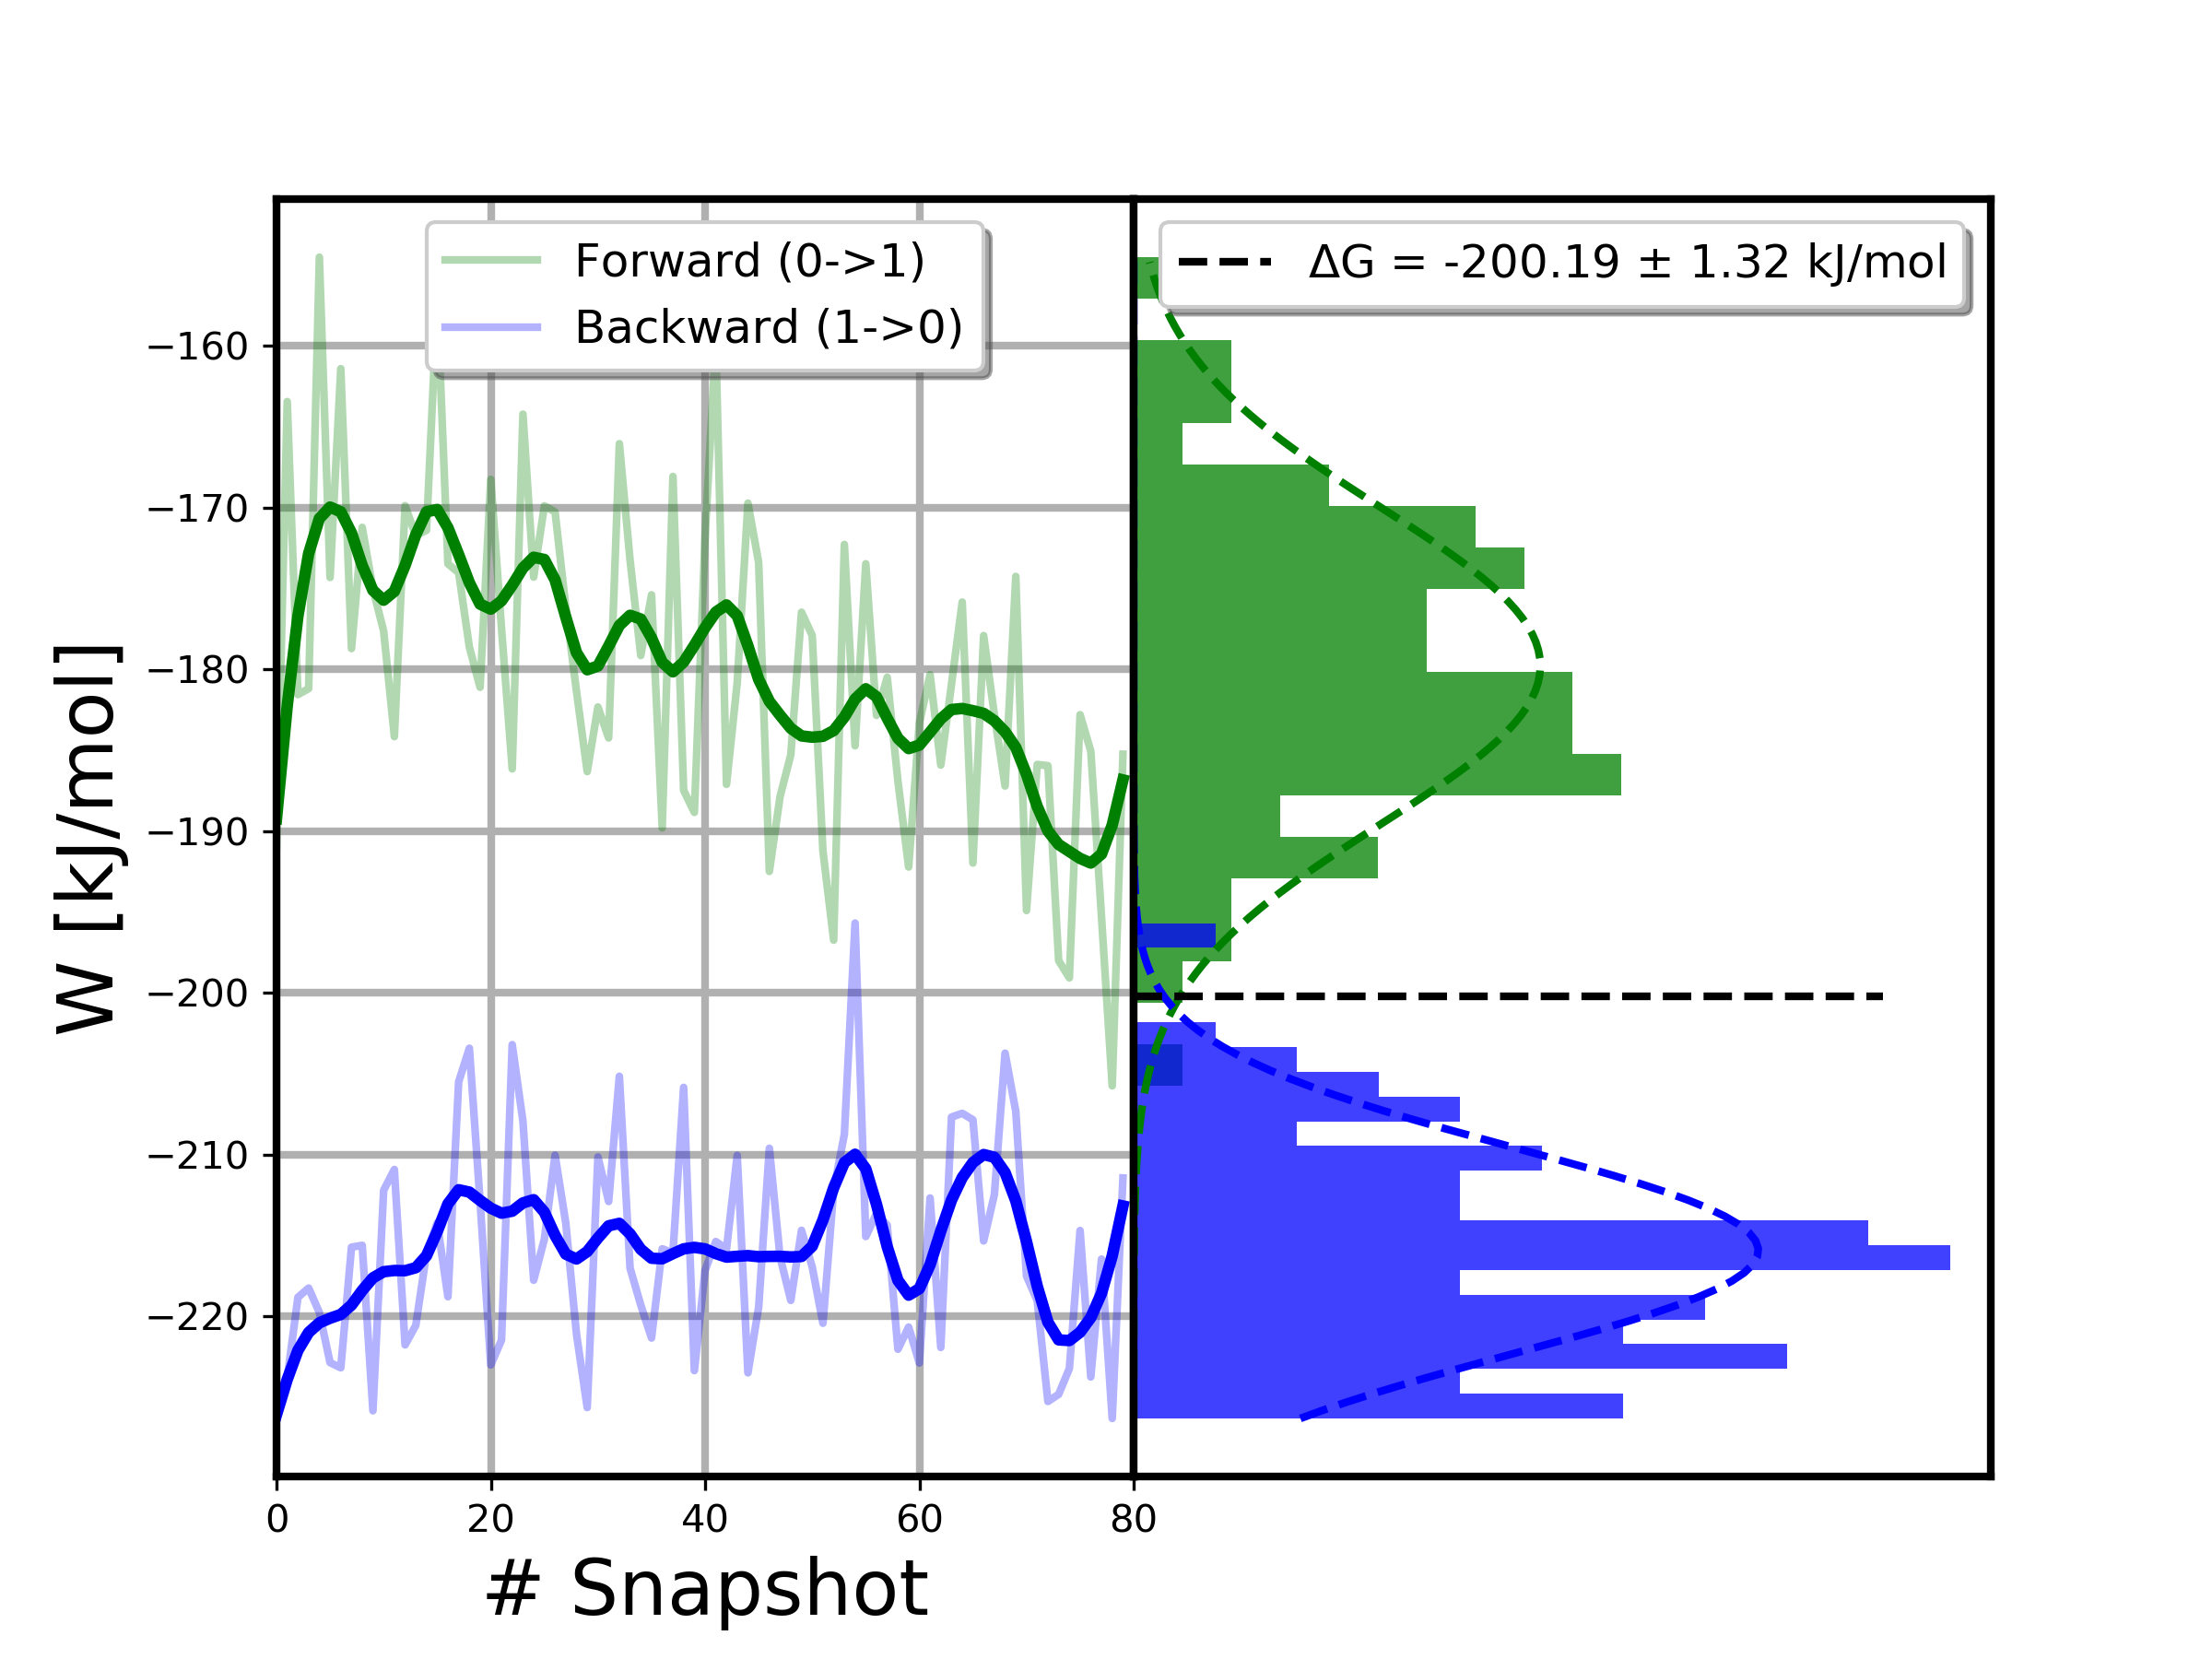 Forward (0->1)
Backward (1->0)
ΔG = -200.19 ± 1.32 kJ/mol
−160
−170
−180
−190
−200
−210
−220
W [kJ/mol]
0
20
40
60
80
# Snapshot